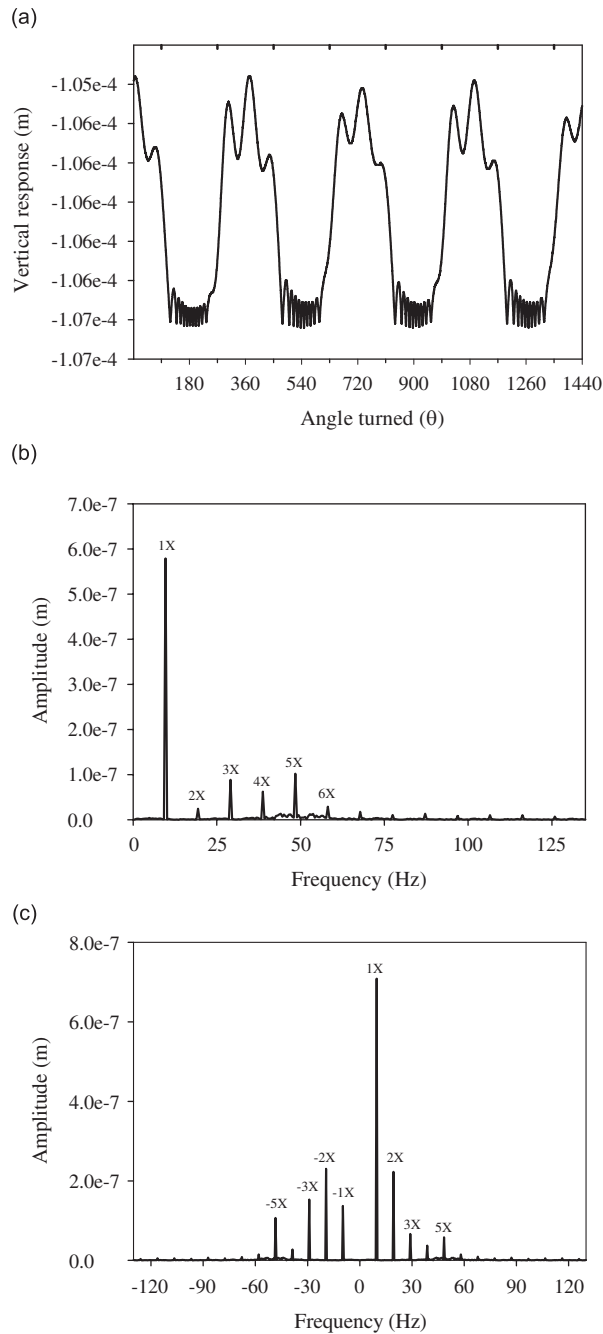 (a)
-1.05e-4
-1.06e-4
-1.06e-4
-1.06e-4
-1.06e-4
-1.06e-4
-1.07e-4
-1.07e-4
Vertical response (m)
180 360 540 720 900 1080 1260 1440
Angle turned (θ)
(b)
7.0e-7
6.0e-7
5.0e-7
4.0e-7
3.0e-7
2.0e-7
1.0e-7
0.0
Amplitude (m)
1X
2X
3X
4X
5X
6X
0 25 50 75 100 125
Frequency (Hz)
(c)
8.0e-7
6.0e-7
4.0e-7
2.0e-7
0.0
Amplitude (m)
-5X
-3X
-2X
-1X
1X
2X
3X
5X
-120 -90 -60 -30 0 30 60 90 120
Frequency (Hz)